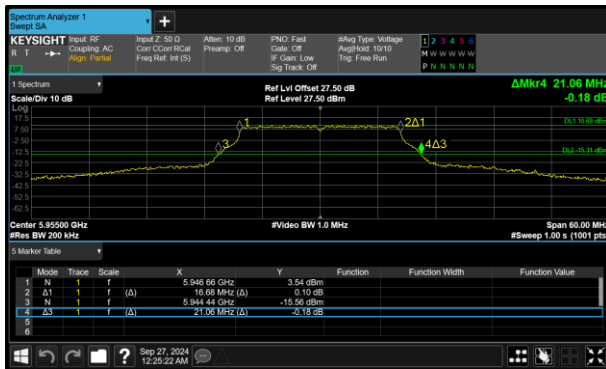 Spectrum Analyzer 1
Swept SA
KEYSIGHT Input: RF Input Z: 50 Ω Atten: 10 dB PNO: Fast #Avg Type: Voltage 1 2 3 4 5 6
R T Coupling: AC Corr CCorr RCal Preamp: Off Gate: Off Avg|Hold: 10/10 M W W W W W
Align: Partial Freq Ref: Int (S) IF Gain: Low Trig: Free Run
Sig Track: Off P N N N N N
1 Spectrum Ref Lvl Offset 27.50 dB ΔMkr4 21.06 MHz
Scale/Div 10 dB Ref Level 27.50 dBm -0.18 dB
Log
17.5 1 2Δ1 DL1 10.69 dBm
7.50
-2.50
-12.5 3 4Δ3 DL2 -15.31 dBm
-22.5
-32.5
-42.5
-52.5
-62.5
Center 5.95500 GHz #Video BW 1.0 MHz Span 60.00 MHz
#Res BW 200 kHz #Sweep 1.00 s (1001 pts
5 Marker Table
Mode Trace Scale X Y Function Function Width Function Value
1 N 1 f 5.946 66 GHz 3.54 dBm
2 Δ1 1 f (Δ) 16.68 MHz (Δ) 0.10 dB
3 N 1 f 5.944 44 GHz -15.56 dBm
4 Δ3 1 f (Δ) 21.06 MHz (Δ) -0.18 dB
5
6
? Sep 27, 2024
12:25:22 AM